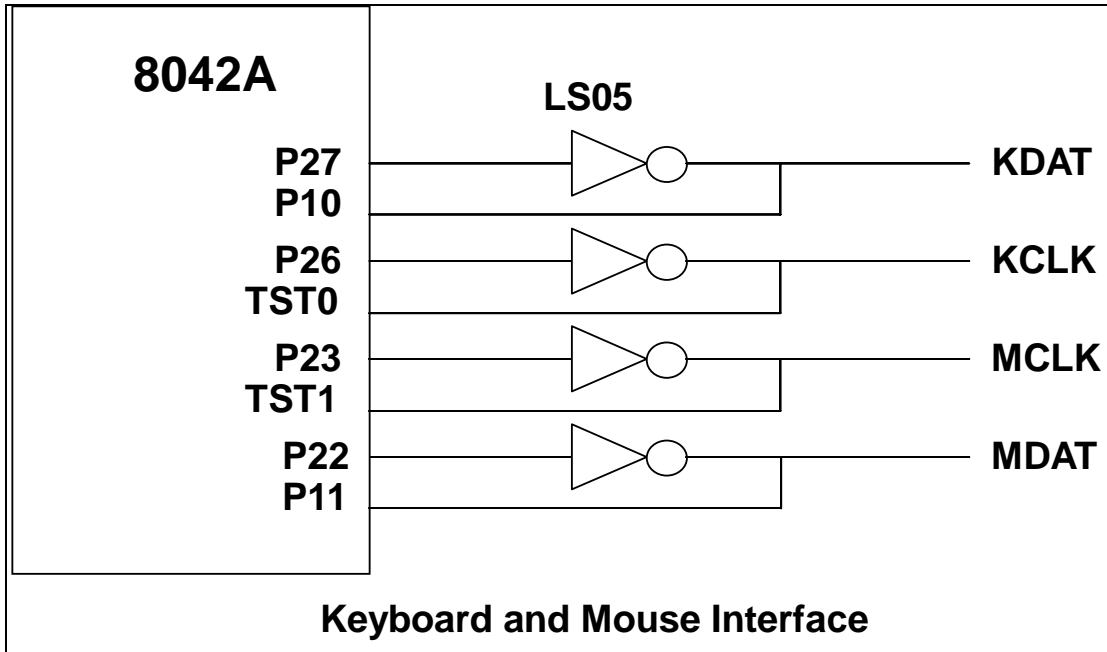 8042A
LS05
P27
KDAT
P10
P26
KCLK
TST0
P23
MCLK
TST1
P22
MDAT
P11
Keyboard and Mouse Interface